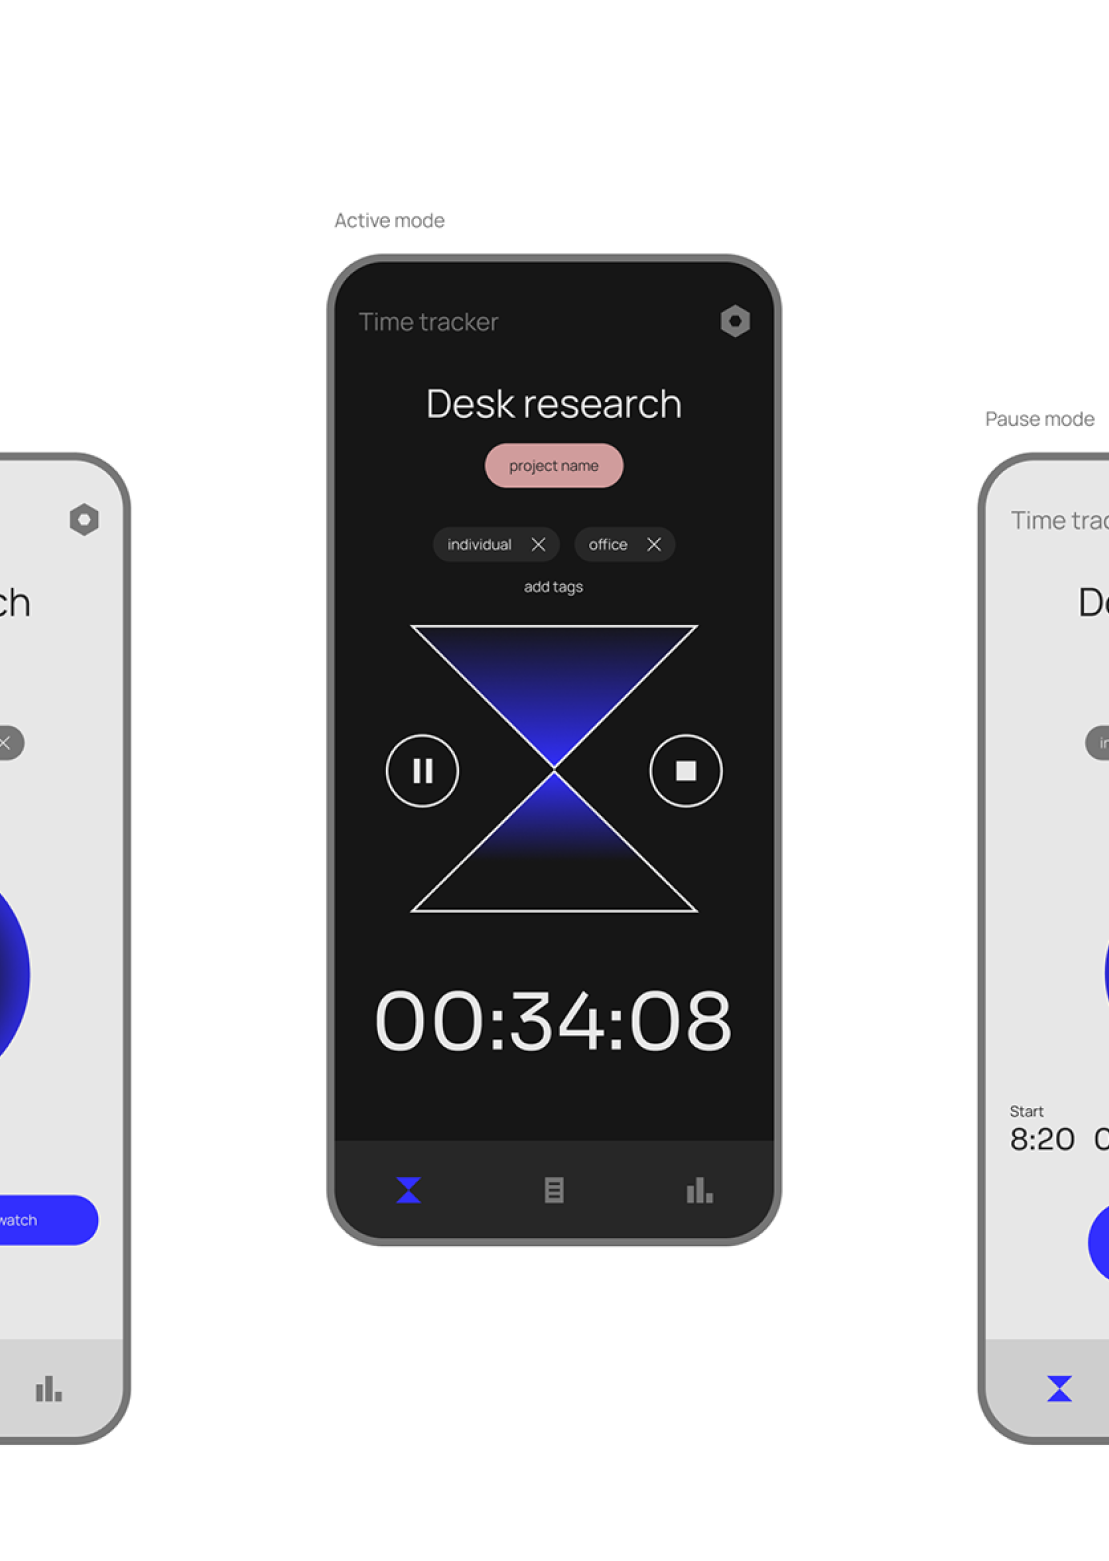 Active mode
Time tracker
Desk research
project name
individual
office
add tags
00:34:08
ch
watch
Pause mode
Time trac
De
in
Start
8:20